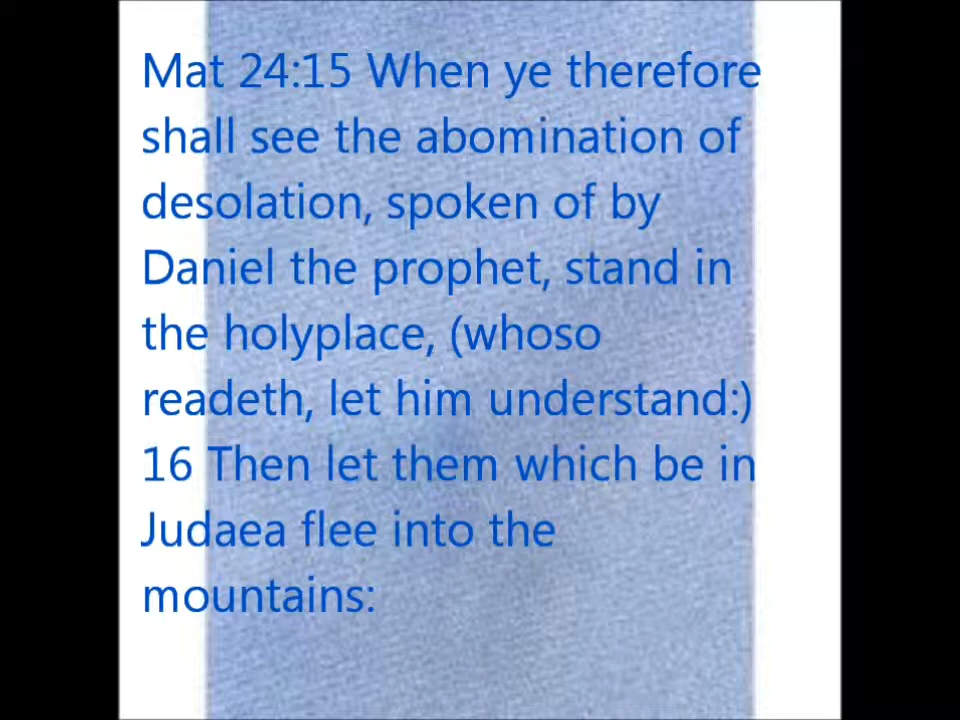 Mat 24:15 When ye therefore
shall see the abomination of
desolation, spoken of by
Daniel the prophet, stand in
the holyplace, (whoso
readeth, let him understand:)
16 Then let them which be in
Judaea flee into the
mountains: